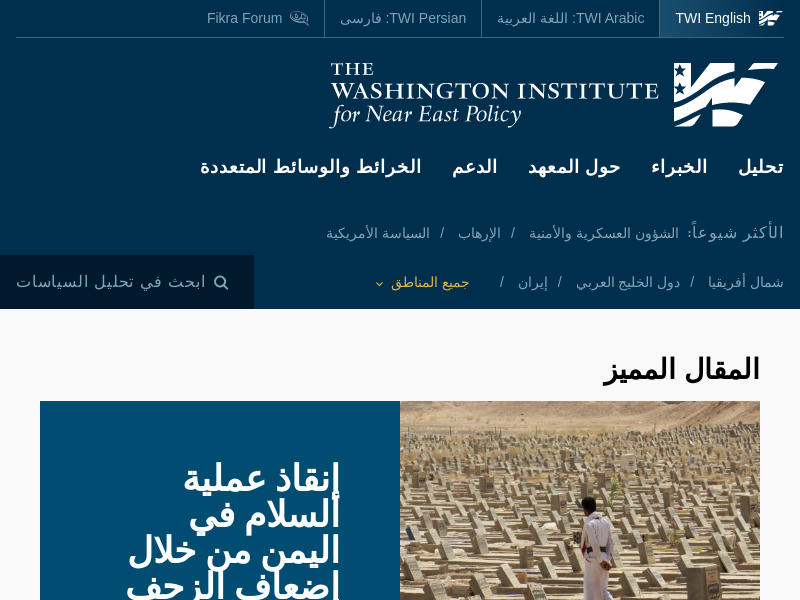 TWI English
TWI Arabic: اللغة العربية
TWI Persian: فارسی
Fikra Forum
THE
WASHINGTON INSTITUTE
for Near East Policy
تحليل
الخبراء
حول المعهد
الدعم
الخرائط والوسائط المتعددة
الأكثر شيوعاً: الشؤون العسكرية والأمنية / الإرهاب / السياسة الأمريكية
شمال أفريقيا / دول الخليج العربي / إيران / جميع المناطق
ابحث في تحليل السياسات
المقال المميز
إنقاذ عملية
السلام في
اليمن من خلال
إضعاف الزحف